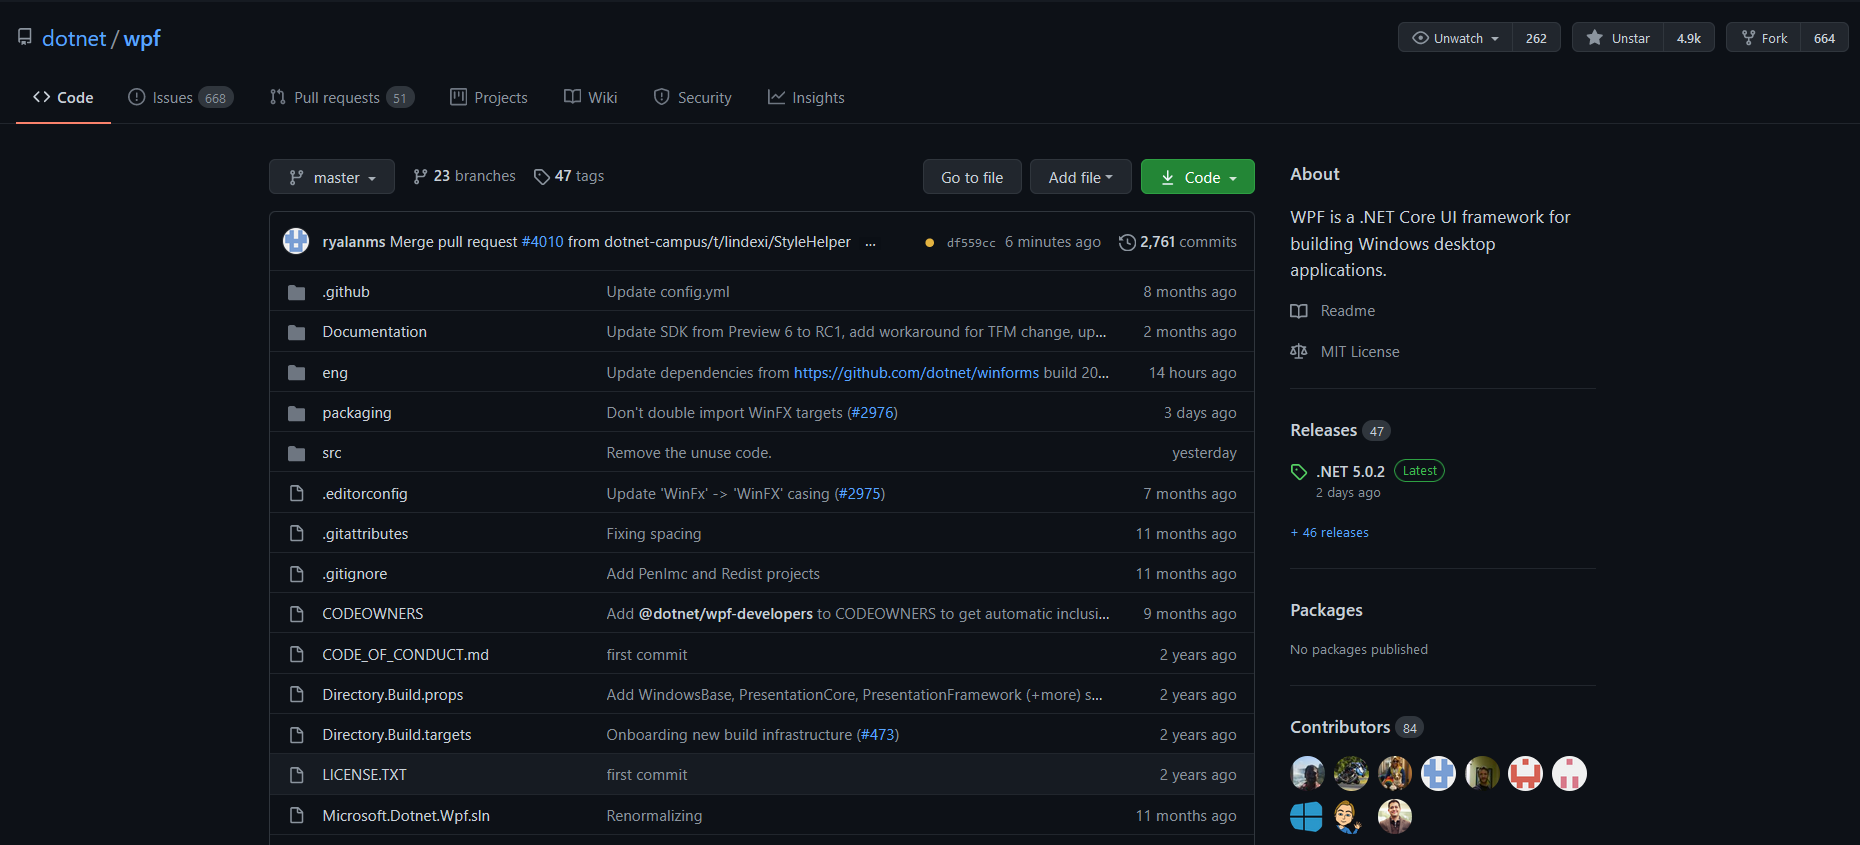 dotnet / wpf
Unwatch 262
Unstar 4.9k
Fork 664
Code
Issues 668
Pull requests 51
Projects
Wiki
Security
Insights
master
23 branches
47 tags
Go to file
Add file
Code
ryalanms Merge pull request #4010 from dotnet-campus/t/lindexi/StyleHelper ... df559cc 6 minutes ago 2,761 commits
.github Update config.yml 8 months ago
Documentation Update SDK from Preview 6 to RC1, add workaround for TFM change, up... 2 months ago
eng Update dependencies from https://github.com/dotnet/winforms build 20... 14 hours ago
packaging Don't double import WinFX targets (#2976) 3 days ago
src Remove the unuse code. yesterday
.editorconfig Update 'WinFx' -> 'WinFX' casing (#2975) 7 months ago
.gitattributes Fixing spacing 11 months ago
.gitignore Add PenImc and Redist projects 11 months ago
CODEOWNERS Add @dotnet/wpf-developers to CODEOWNERS to get automatic inclusi... 9 months ago
CODE_OF_CONDUCT.md first commit 2 years ago
Directory.Build.props Add WindowsBase, PresentationCore, PresentationFramework (+more) s... 2 years ago
Directory.Build.targets Onboarding new build infrastructure (#473) 2 years ago
LICENSE.TXT first commit 2 years ago
Microsoft.Dotnet.Wpf.sln Renormalizing 11 months ago
About
WPF is a .NET Core UI framework for
building Windows desktop
applications.
Readme
MIT License
Releases 47
.NET 5.0.2 Latest
2 days ago
+ 46 releases
Packages
No packages published
Contributors 84